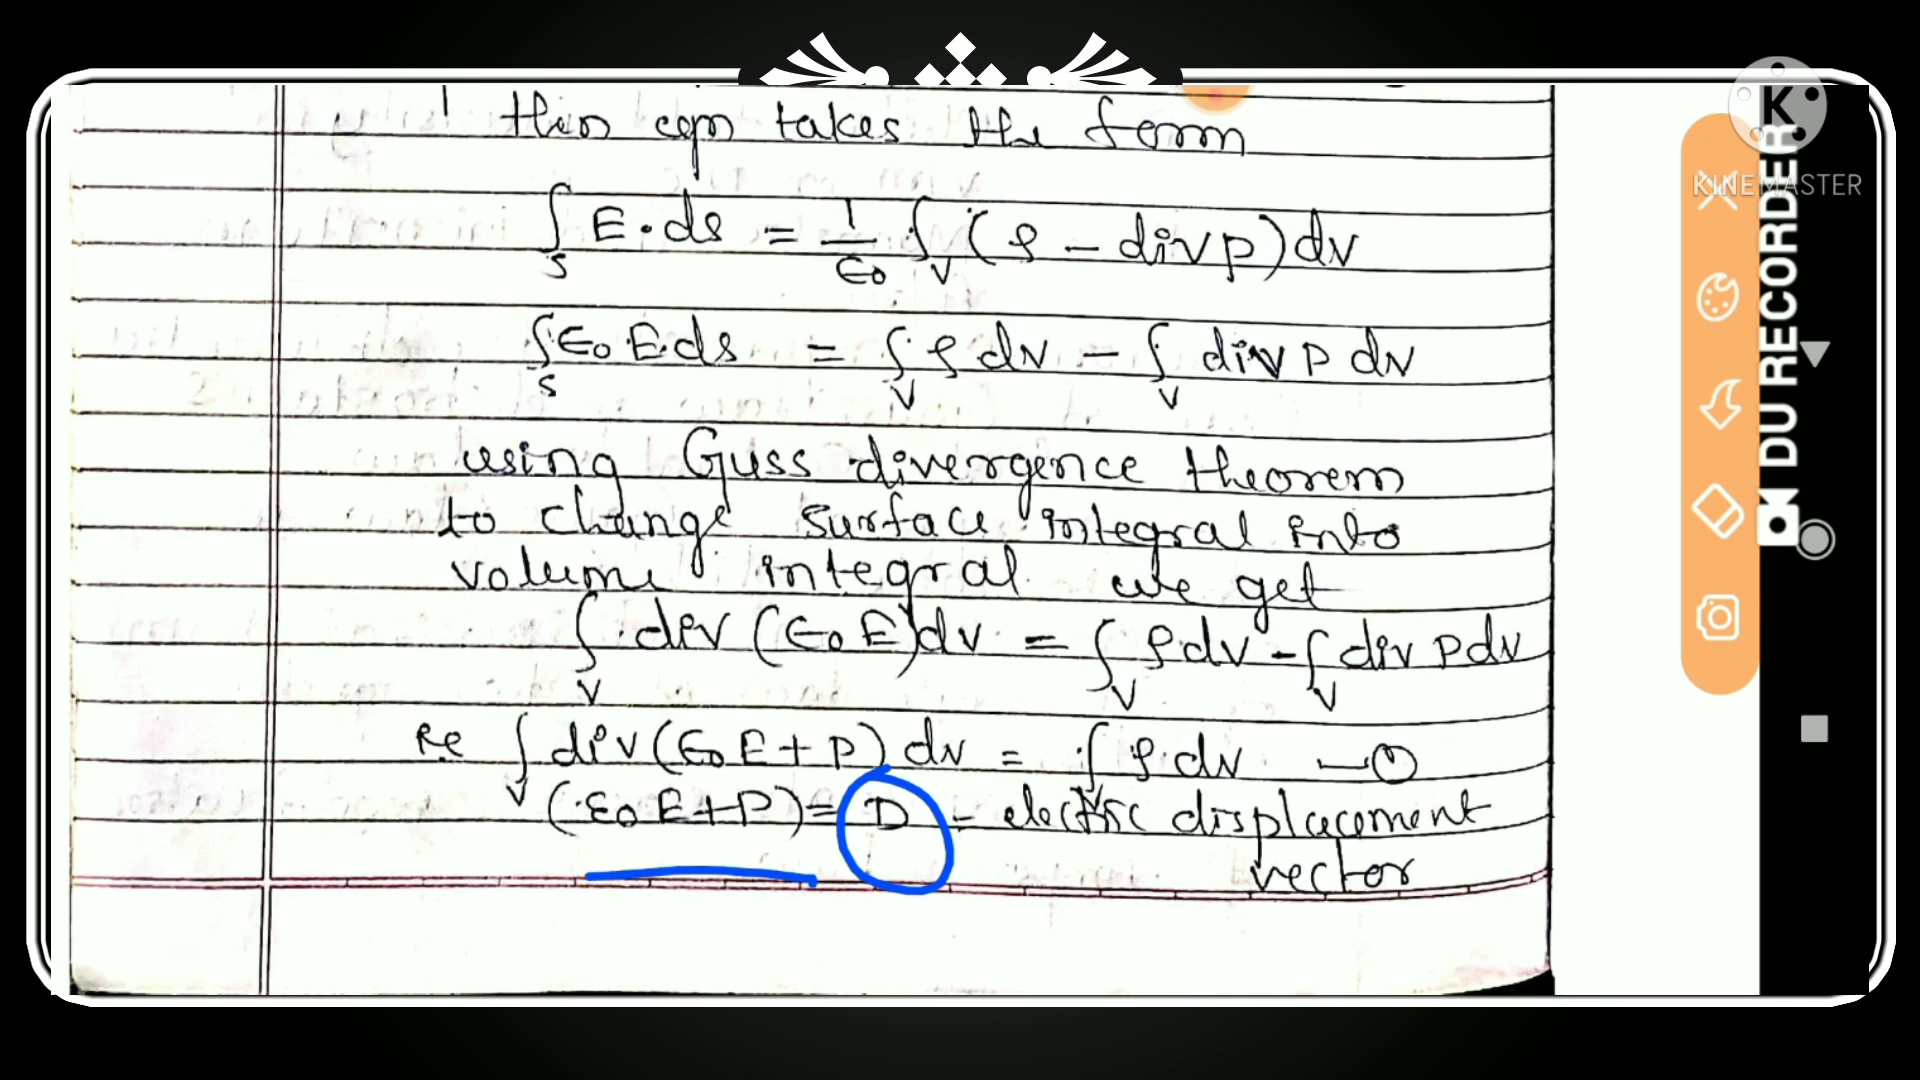 then eqn takes the form
∫s E·ds = 1/ϵ0 ∫v (ρ - div p) dv
∫s ϵ0 E·ds = ∫v ρ dv - ∫v div P dv
using Guss divergence theorem
to change surface integral into
volume integral we get
∫v div (ϵ0 E) dv = ∫v ρ dv - ∫v div P dv
ie ∫v div (ϵ0 E + P) dv = ∫v ρ dv —①
(ε0 E + P) = D - electric displacement
vector
K
KINEMASTER
DU RECORDER